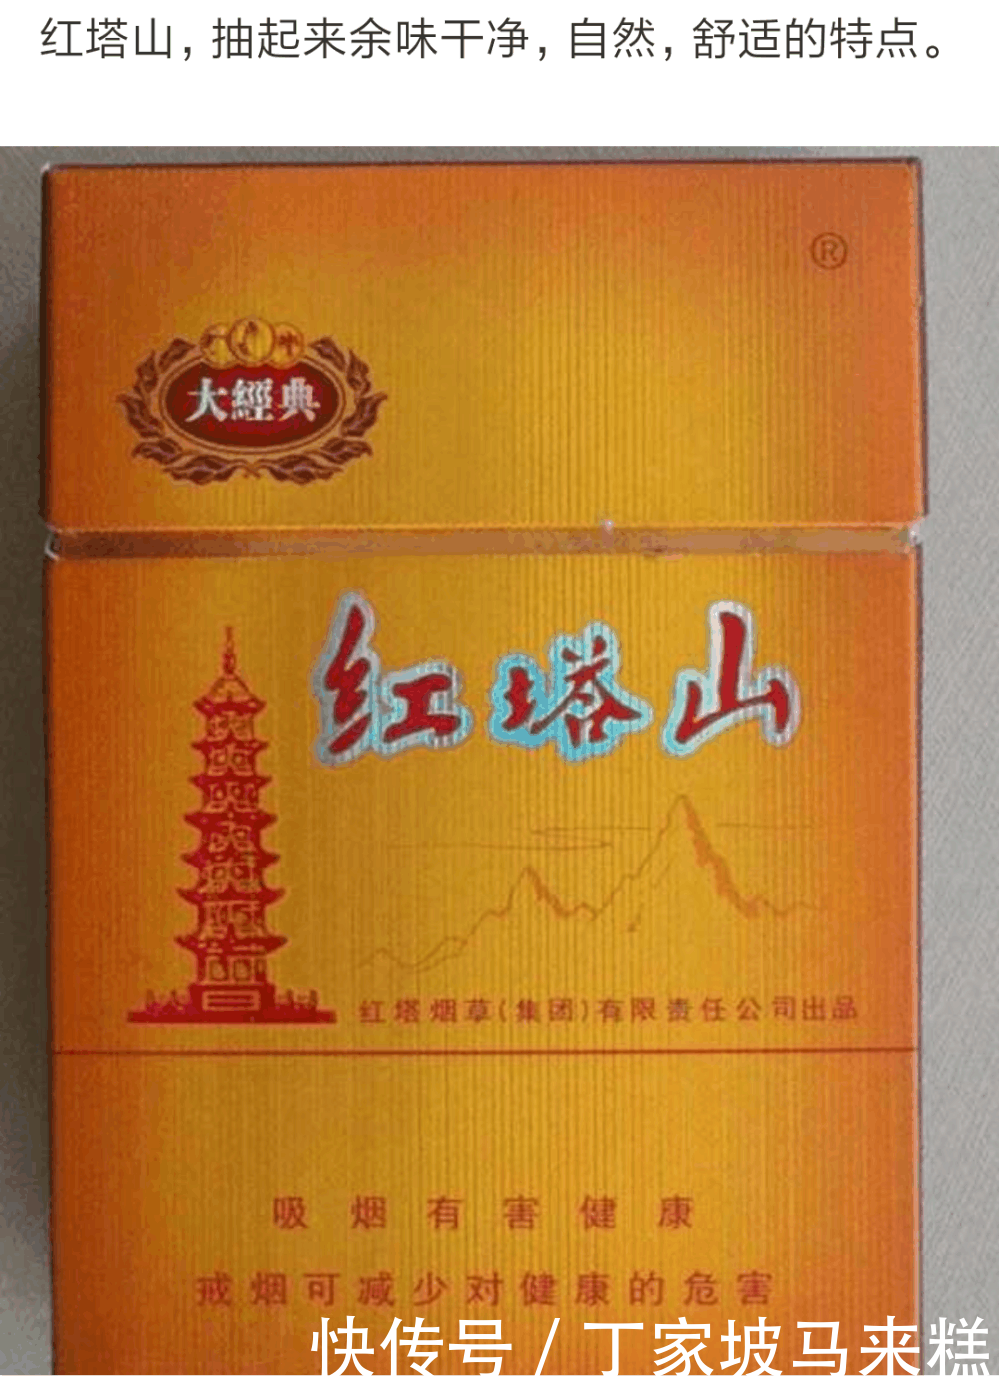 红塔山，抽起来余味干净，自然，舒适的特点。
®
大經典
红塔山
红塔烟草(集团)有限责任公司出品
吸烟有害健康
戒烟可减少对健康的危害
快传号 / 丁家坡马来糕